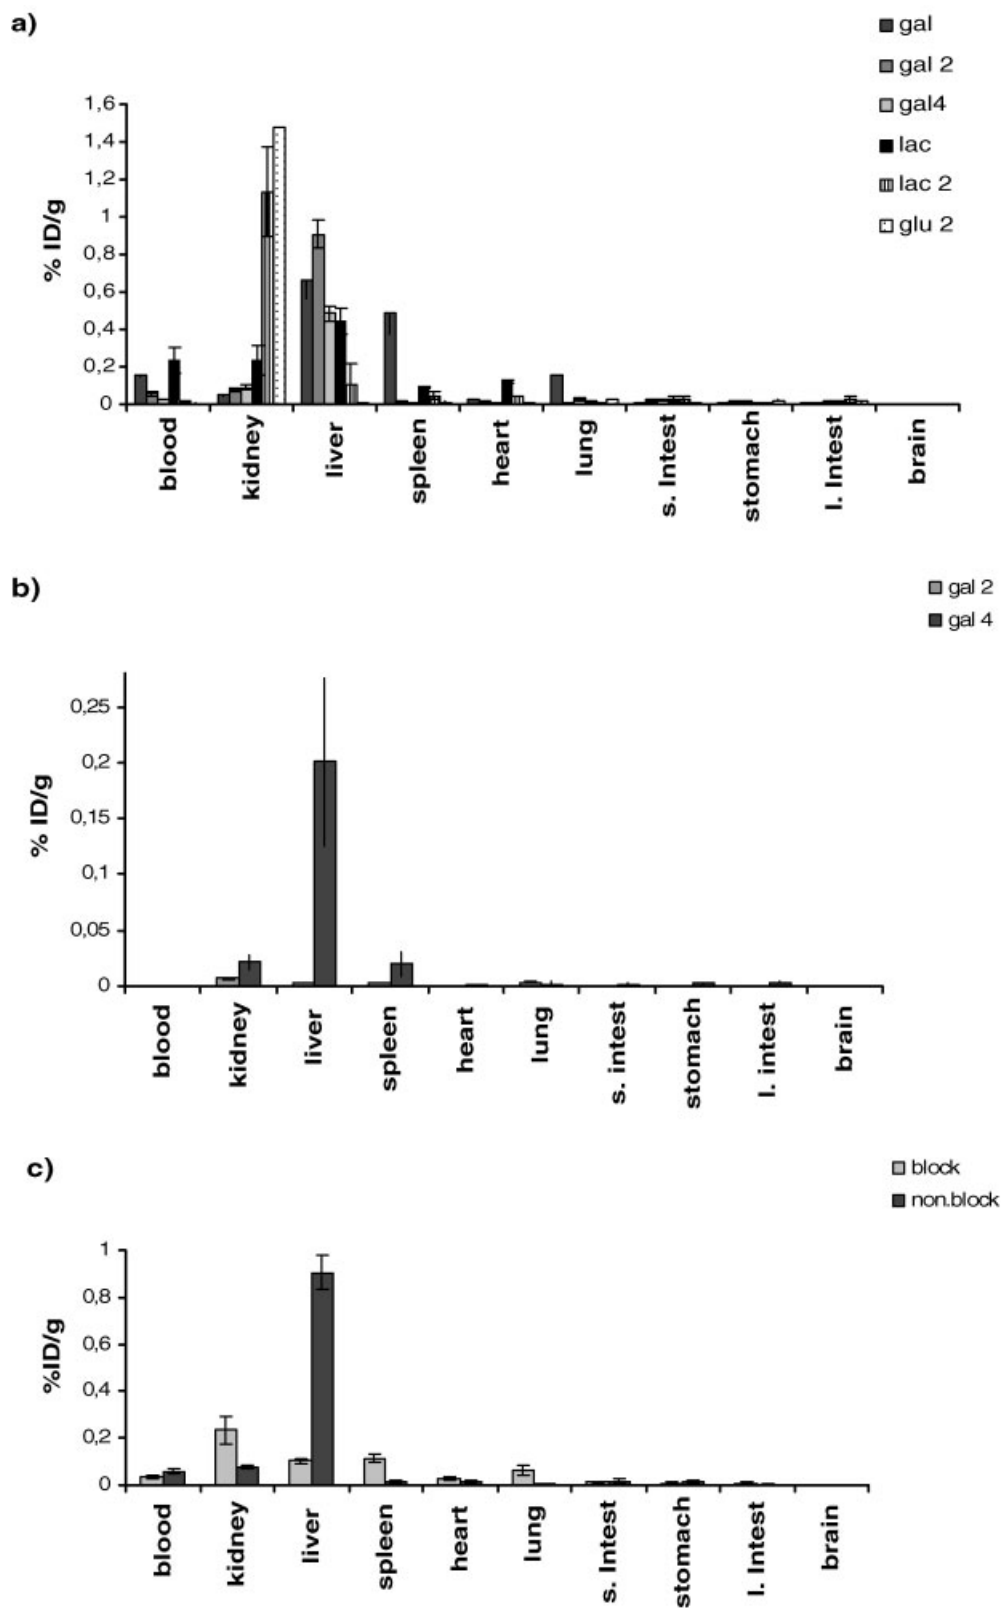 a)
gal
gal 2
gal4
lac
lac 2
glu 2
% ID/g
1,6
1,4
1,2
1
0,8
0,6
0,4
0,2
0
blood
kidney
liver
spleen
heart
lung
s. Intest
stomach
l. Intest
brain
b)
gal 2
gal 4
% ID/g
0,25
0,2
0,15
0,1
0,05
0
blood
kidney
liver
spleen
heart
lung
s. intest
stomach
l. intest
brain
c)
block
non.block
%ID/g
1
0,8
0,6
0,4
0,2
0
blood
kidney
liver
spleen
heart
lung
s. Intest
stomach
l. Intest
brain